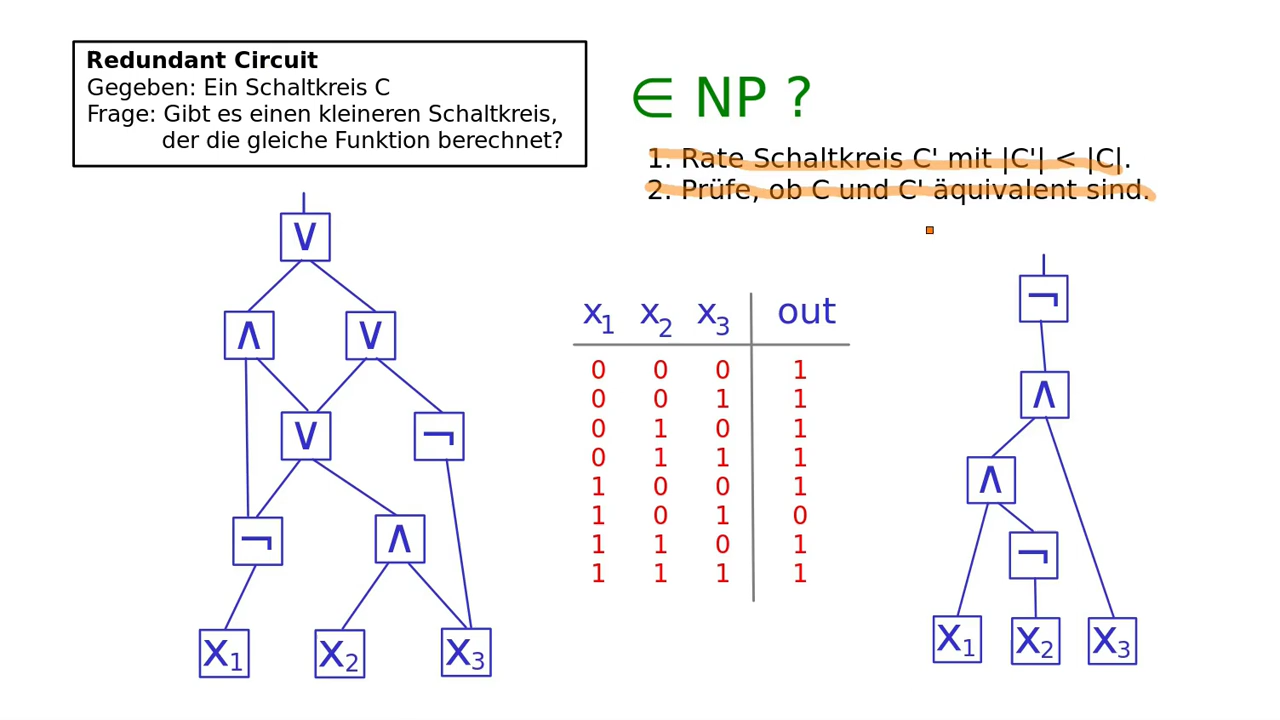 Redundant Circuit
Gegeben: Ein Schaltkreis C
Frage: Gibt es einen kleineren Schaltkreis,
der die gleiche Funktion berechnet?
∈ NP ?
1. Rate Schaltkreis C' mit |C'| < |C|.
2. Prüfe, ob C und C' äquivalent sind.
∨
∧ ∨
∨ ¬
¬ ∧
x1 x2 x3
x1 x2 x3 out
0 0 0 1
0 0 1 1
0 1 0 1
0 1 1 1
1 0 0 1
1 0 1 0
1 1 0 1
1 1 1 1
¬
∧
∧
¬
x1 x2 x3